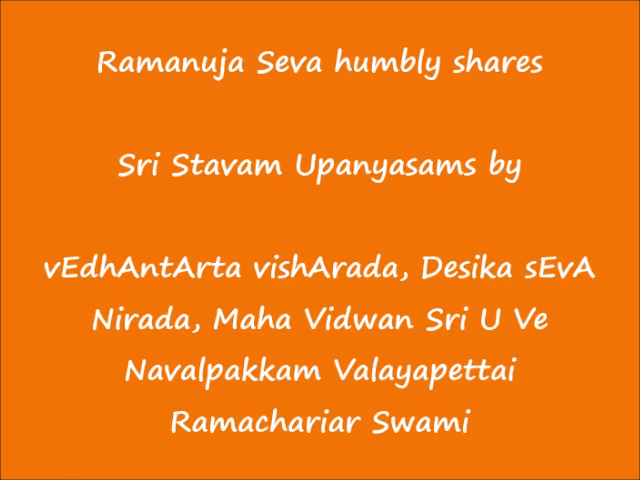 Ramanuja Seva humbly shares
Sri Stavam Upanyasams by
vEdhAntArta vishArada, Desika sEvA
Nirada, Maha Vidwan Sri U Ve
Navalpakkam Valayapettai
Ramachariar Swami